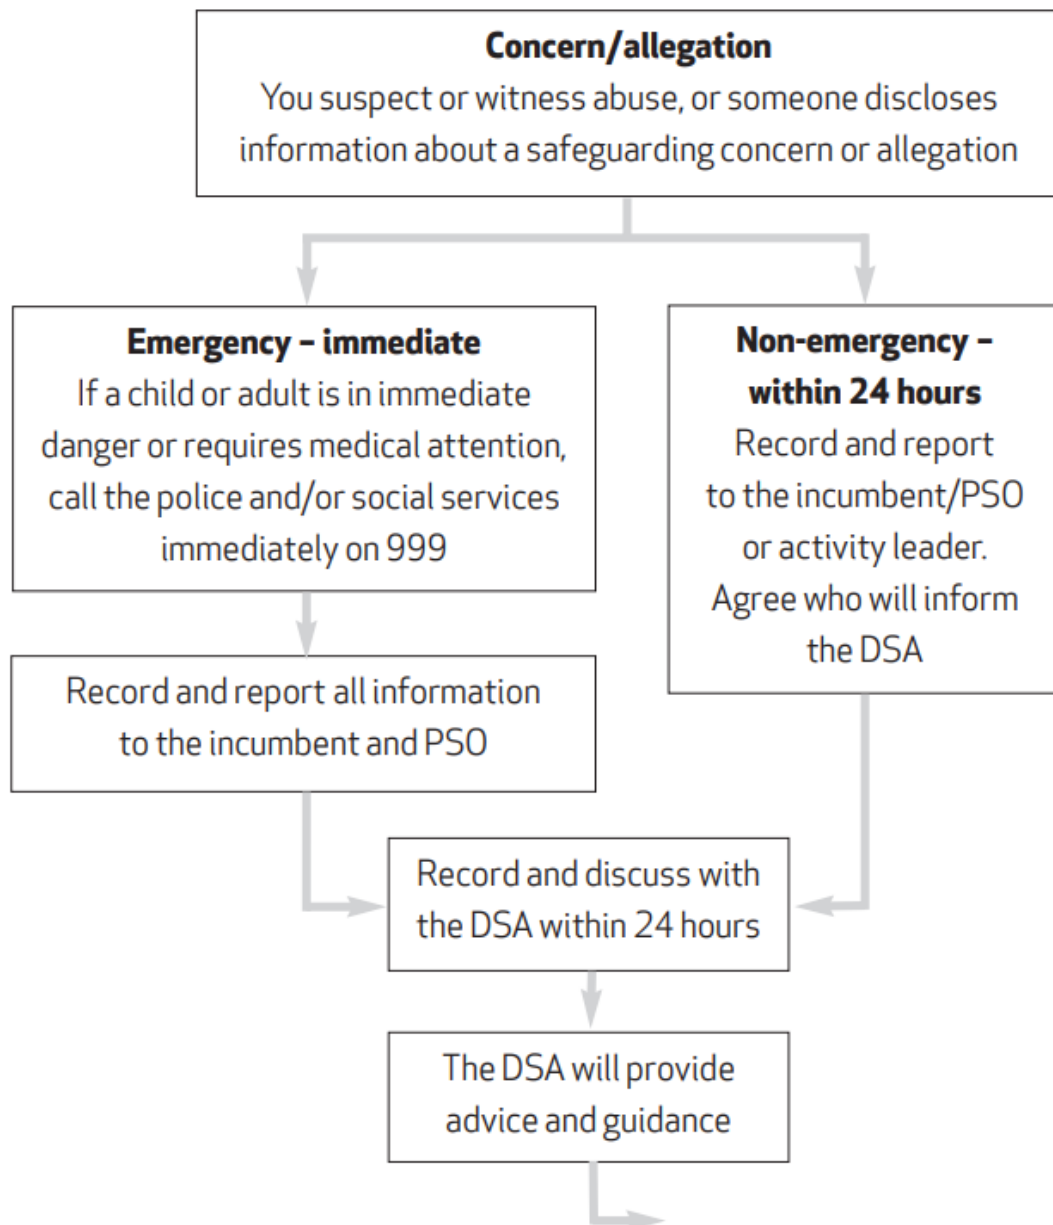 Concern/allegation
You suspect or witness abuse, or someone discloses
information about a safeguarding concern or allegation
Emergency – immediate
If a child or adult is in immediate
danger or requires medical attention,
call the police and/or social services
immediately on 999
Non-emergency –
within 24 hours
Record and report
to the incumbent/PSO
or activity leader.
Agree who will inform
the DSA
Record and report all information
to the incumbent and PSO
Record and discuss with
the DSA within 24 hours
The DSA will provide
advice and guidance